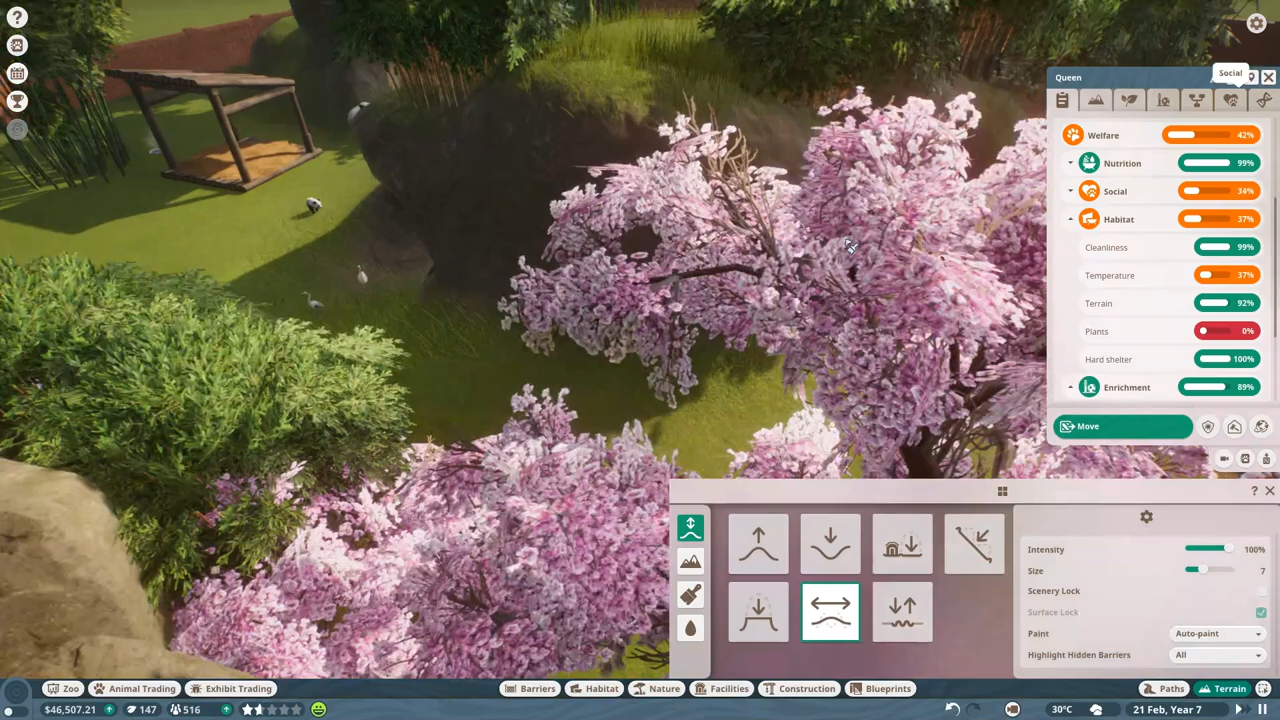 Queen
Social
Welfare 42%
Nutrition 99%
Social 34%
Habitat 37%
Cleanliness 99%
Temperature 37%
Terrain 92%
Plants 0%
Hard shelter 100%
Enrichment 89%
Move
Intensity 100%
Size 7
Scenery Lock
Surface Lock
Paint Auto-paint
Highlight Hidden Barriers All
Zoo Animal Trading Exhibit Trading Barriers Habitat Nature Facilities Construction Blueprints Paths Terrain
$46,507.21 147 516 30°C 21 Feb, Year 7